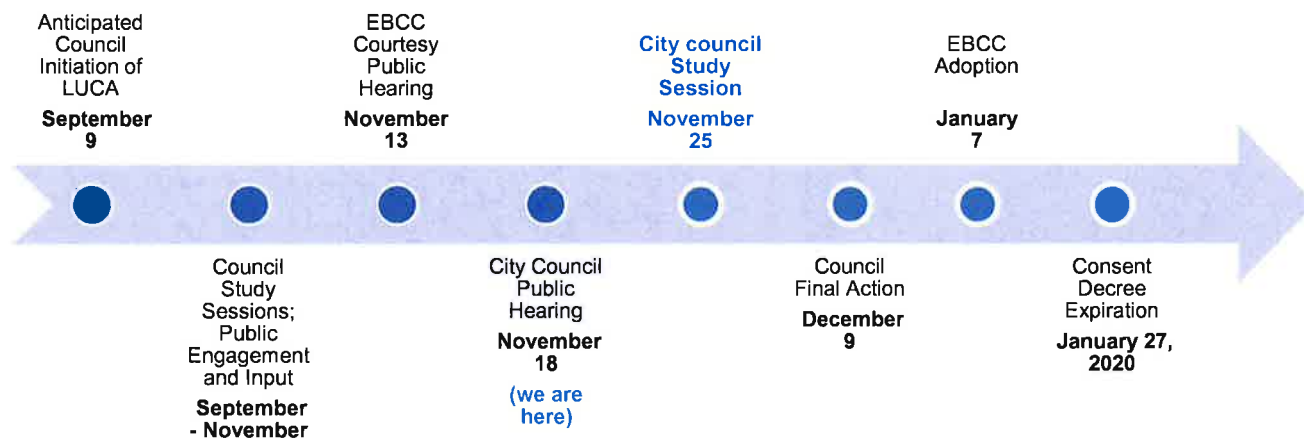 Anticipated
Council
Initiation of
LUCA
September
9
Council
Study
Sessions;
Public
Engagement
and Input
September
- November
EBCC
Courtesy
Public
Hearing
November
13
City Council
Public
Hearing
November
18
(we are
here)
City council
Study
Session
November
25
Council
Final Action
December
9
EBCC
Adoption
January
7
Consent
Decree
Expiration
January 27,
2020